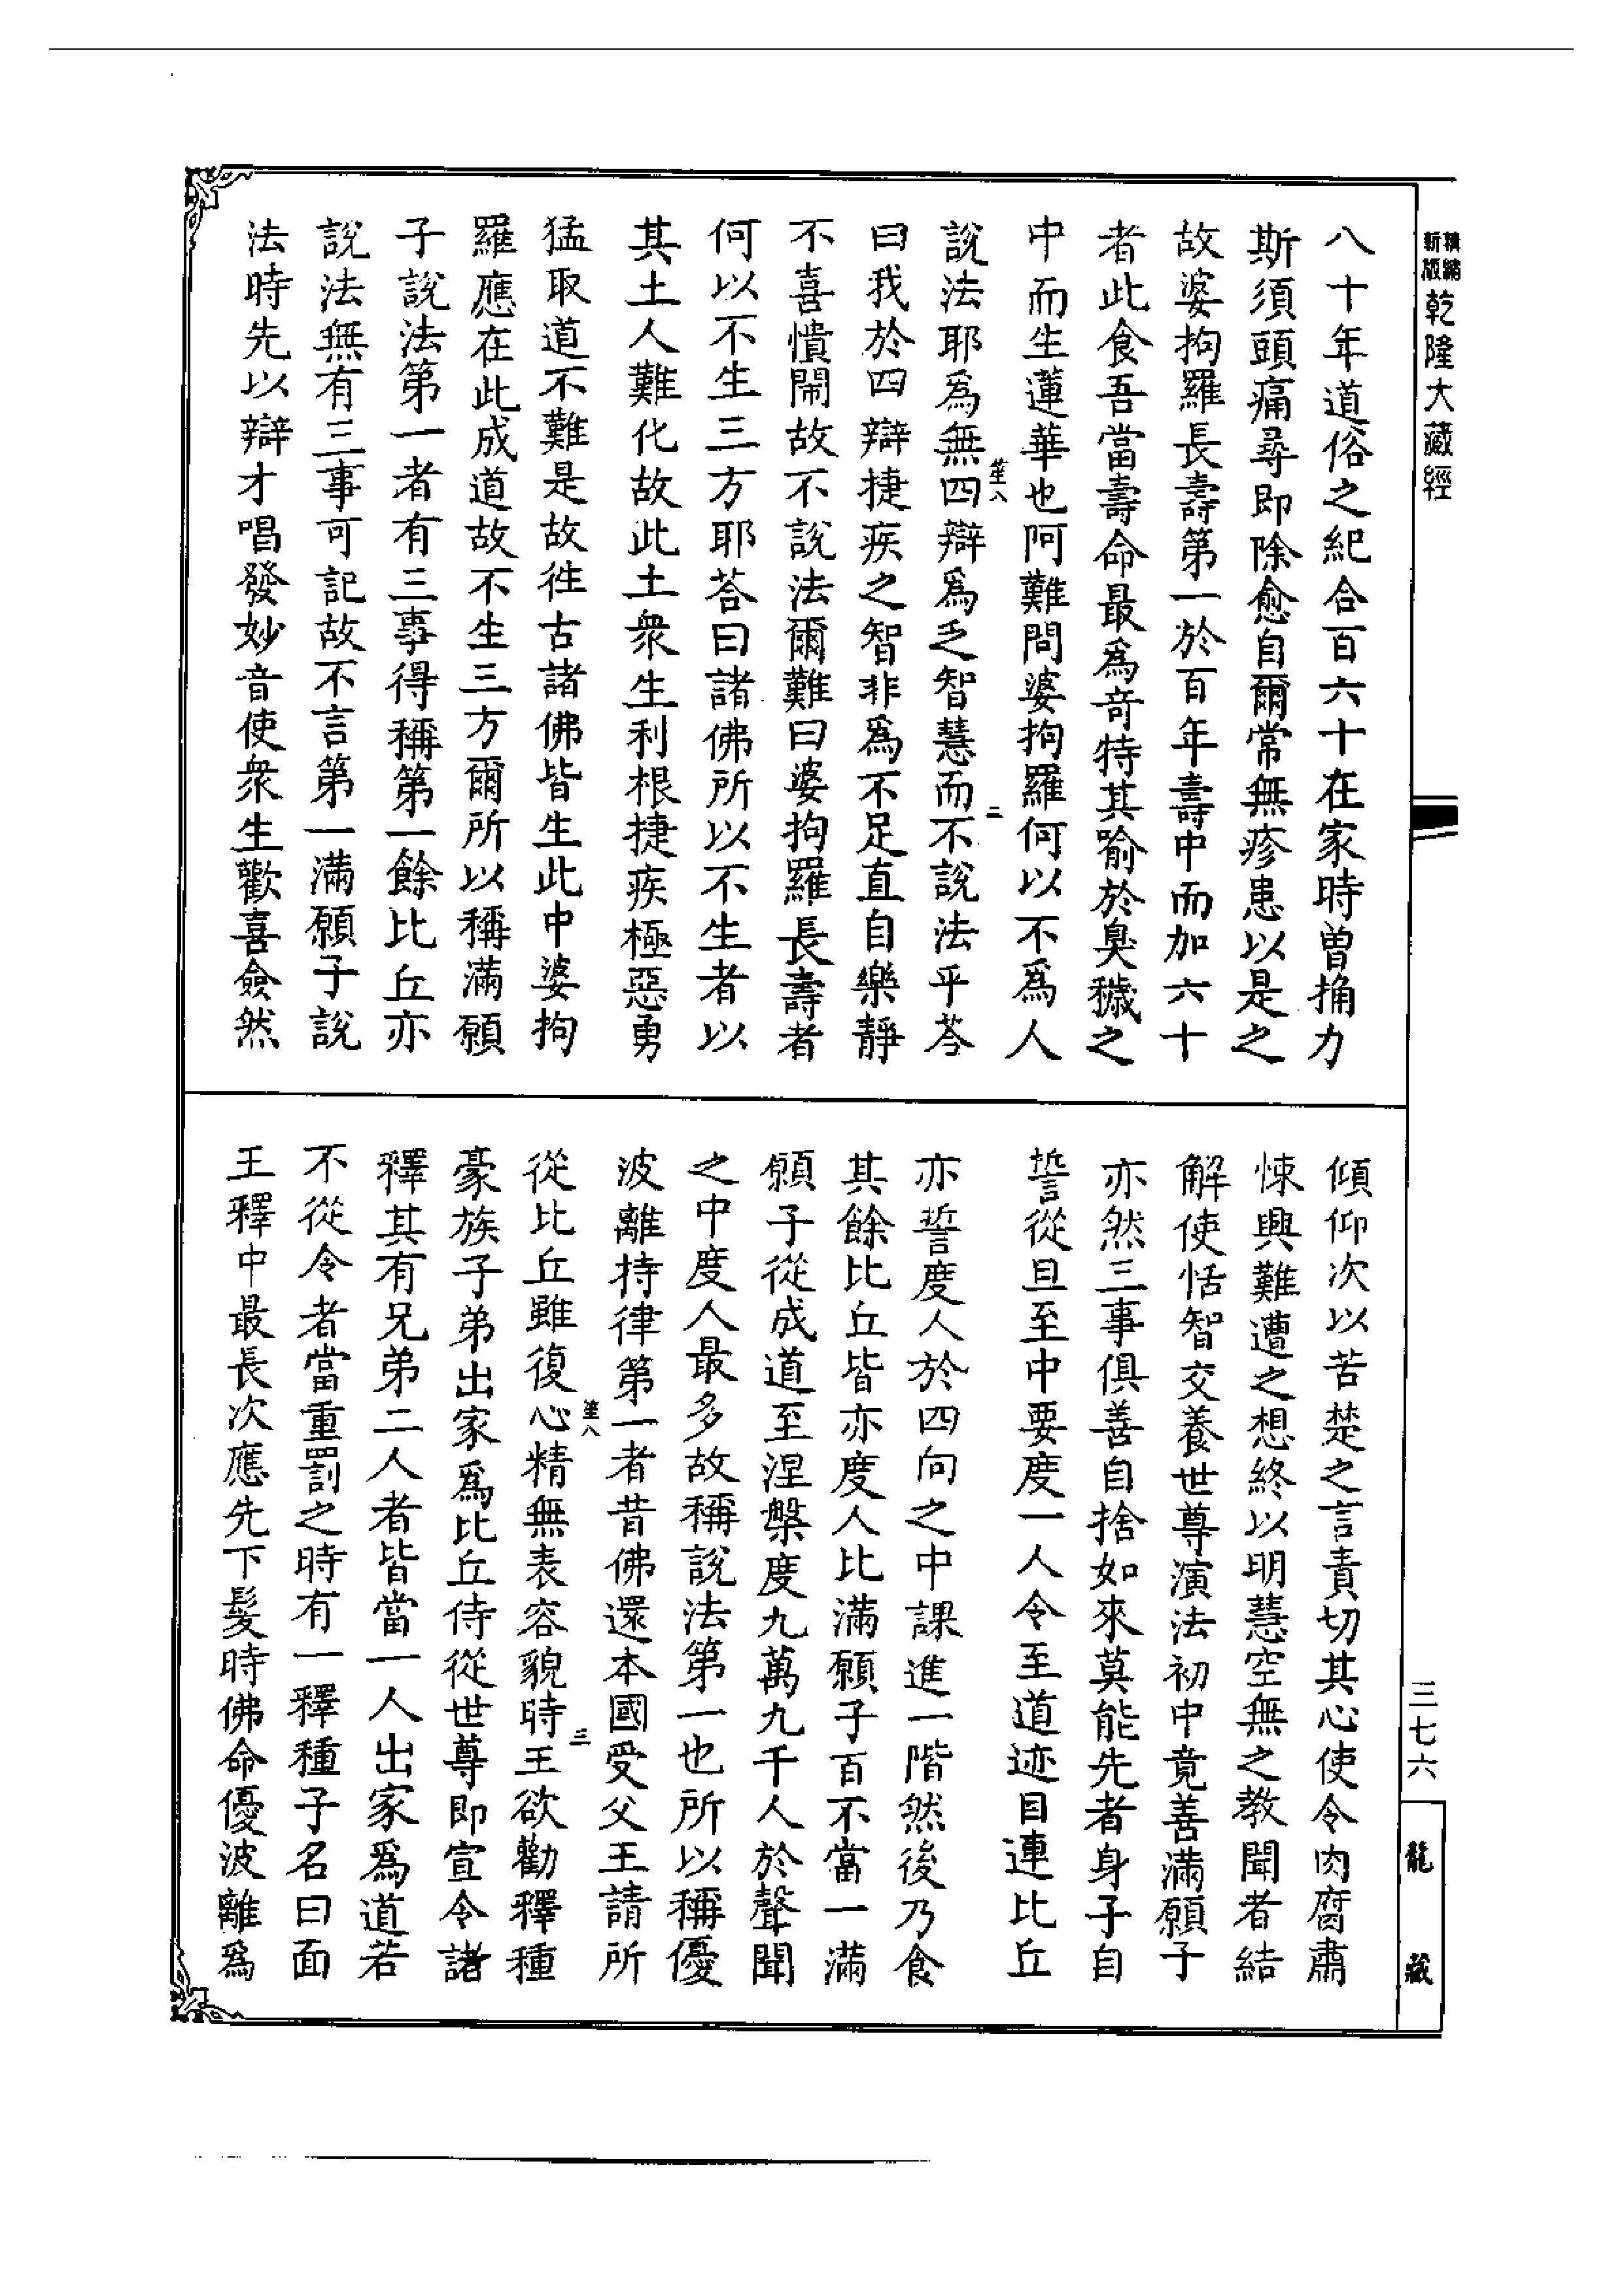 精縮
新版
乾隆大藏經
八十年道俗之紀合百六十在家時曽捔力
斯須頭痛尋即除愈自爾常無疹患以是之
故婆拘羅長壽第一於百年壽中而加六十
者此食吾當壽命最爲奇特其喻於臭穢之
中而生蓮華也阿難問婆拘羅何以不爲人
笙八
二
說法耶爲無四辯爲乏智慧而不說法乎荅
曰我於四辯捷疾之智非爲不足直自樂靜
不喜憒閙故不說法爾難曰婆拘羅長壽者
何以不生三方耶荅曰諸佛所以不生者以
其土人難化故此土衆生利根捷疾極惡勇
猛取道不難是故徃古諸佛皆生此中婆拘
羅應在此成道故不生三方爾所以稱滿願
子說法第一者有三事得稱第一餘比丘亦
說法無有三事可記故不言第一滿願子說
法時先以辯才唱發妙音使衆生歡喜僉然
傾仰次以苦楚之言責切其心使令肉腐肅
悚興難遭之想終以明慧空無之教聞者結
解使恬智交養世尊演法初中竟善滿願子
亦然三事俱善自捨如來莫能先者身子自
誓從旦至中要度一人令至道迹目連比丘
亦誓度人於四向之中課進一階然後乃食
其餘比丘皆亦度人比滿願子百不當一滿
願子從成道至涅槃度九萬九千人於聲聞
之中度人最多故稱說法第一也所以稱優
波離持律第一者昔佛還本國受父王請所
笙八
三
從比丘雖復心精無表容貌時王欲勸釋種
豪族子弟出家爲比丘侍從世尊即宣令諸
釋其有兄弟二人者皆當一人出家爲道若
不從令者當重罰之時有一釋種子名曰面
王釋中最長次應先下髮時佛命優波離爲
三七六
龍藏